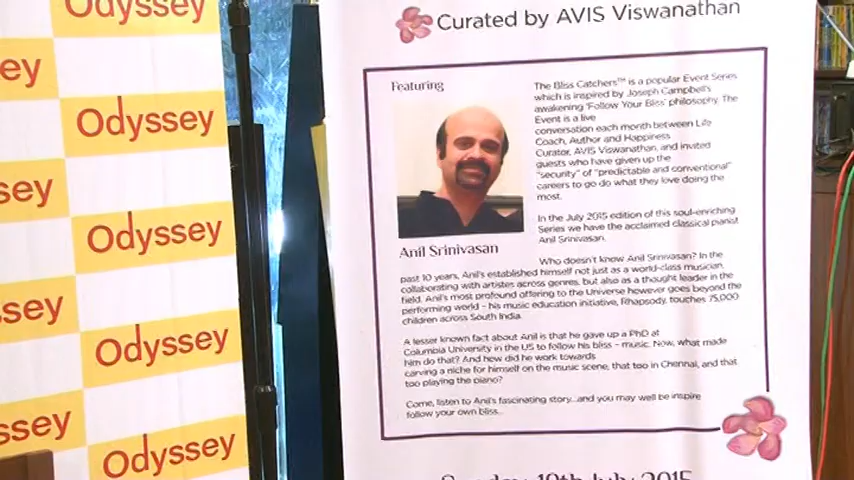 Odyssey
ey
Odyssey
ssey
Odyssey
ssey
Odyssey
ssey
Odyssey
Curated by AVIS Viswanathan
Featuring
Anil Srinivasan
The Bliss Catchers™ is a popular Event Series
which is inspired by Joseph Campbell's
awakening 'Follow Your Bliss' philosophy. The
Event is a live
conversation each month between Life
Coach, Author and Happiness
Curator, AVIS Viswanathan, and invited
guests who have given up the
"security" of "predictable and conventional"
careers to go do what they love doing the
most.
In the July 2015 edition of this soul-enriching
Series we have the acclaimed classical pianist
Anil Srinivasan.
Who doesn't know Anil Srinivasan? In the
past 10 years, Anil's established himself not just as a world-class musician,
collaborating with artistes across genres, but also as a thought leader in the
field. Anil's most profound offering to the Universe however goes beyond the
performing world – his music education initiative, Rhapsody, touches 75,000
children across South India.
A lesser known fact about Anil is that he gave up a PhD at
Columbia University in the US to follow his bliss – music. Now, what made
him do that? And how did he work towards
carving a niche for himself on the music scene, that too in Chennai, and that
too playing the piano?
Come, listen to Anil's fascinating story...and you may well be inspire
follow your own bliss...
Sunday 19th July 2015